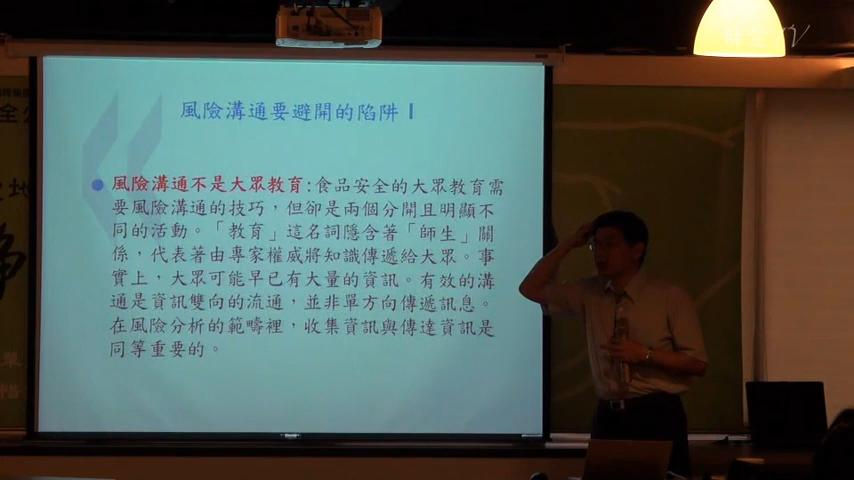 風險溝通要避開的陷阱 I
風險溝通不是大眾教育:食品安全的大眾教育需
要風險溝通的技巧，但卻是兩個分開且明顯不
同的活動。「教育」這名詞隱含著「師生」關
係，代表著由專家權威將知識傳遞給大眾。事
實上，大眾可能早已有大量的資訊。有效的溝
通是資訊雙向的流通，並非單方向傳遞訊息。
在風險分析的範疇裡，收集資訊與傳達資訊是
同等重要的。